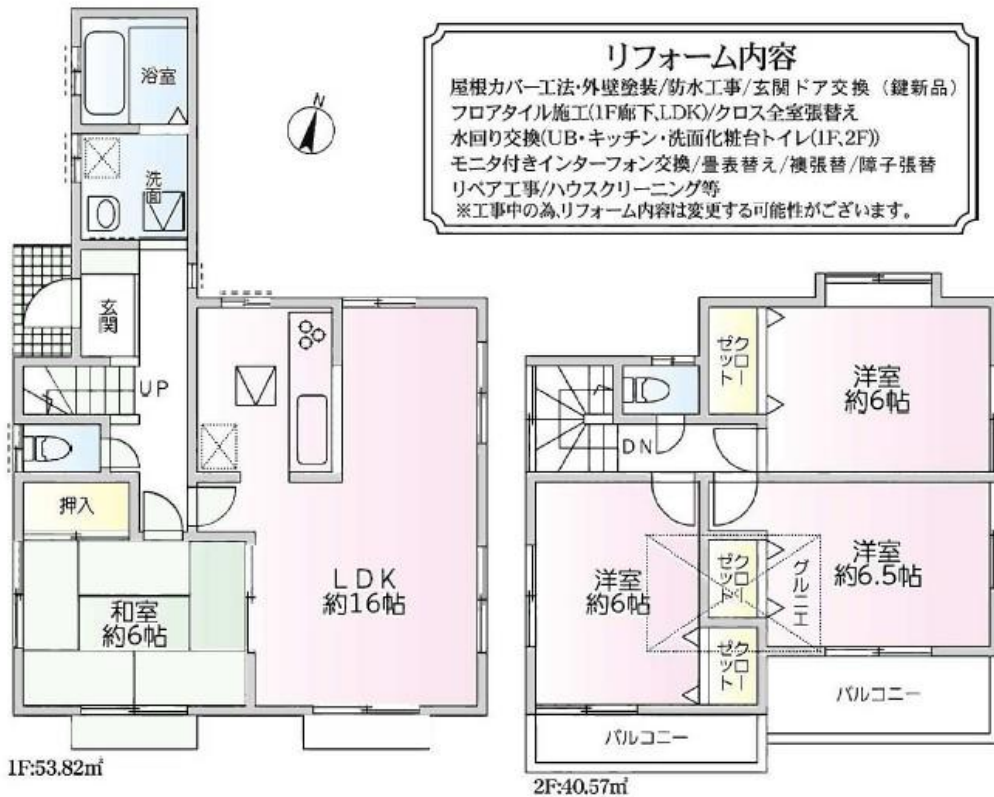 リフォーム内容
屋根カバー工法・外壁塗装/防水工事/玄関ドア交換（鍵新品）
フロアタイル施工(1F廊下､LDK)/クロス全室張替え
水回り交換(UB・キッチン・洗面化粧台トイレ(1F､2F))
モニタ付きインターフォン交換/畳表替え/襖張替/障子張替
リペア工事/ハウスクリーニング等
※工事中の為､リフォーム内容は変更する可能性がございます。
N
浴室
洗面
玄関
UP
押入
和室
約6帖
LDK
約16帖
1F:53.82㎡
クローゼット
洋室
約6帖
DN
洋室
約6帖
クローゼット
グルニエ
洋室
約6.5帖
クローゼット
バルコニー
バルコニー
2F:40.57㎡